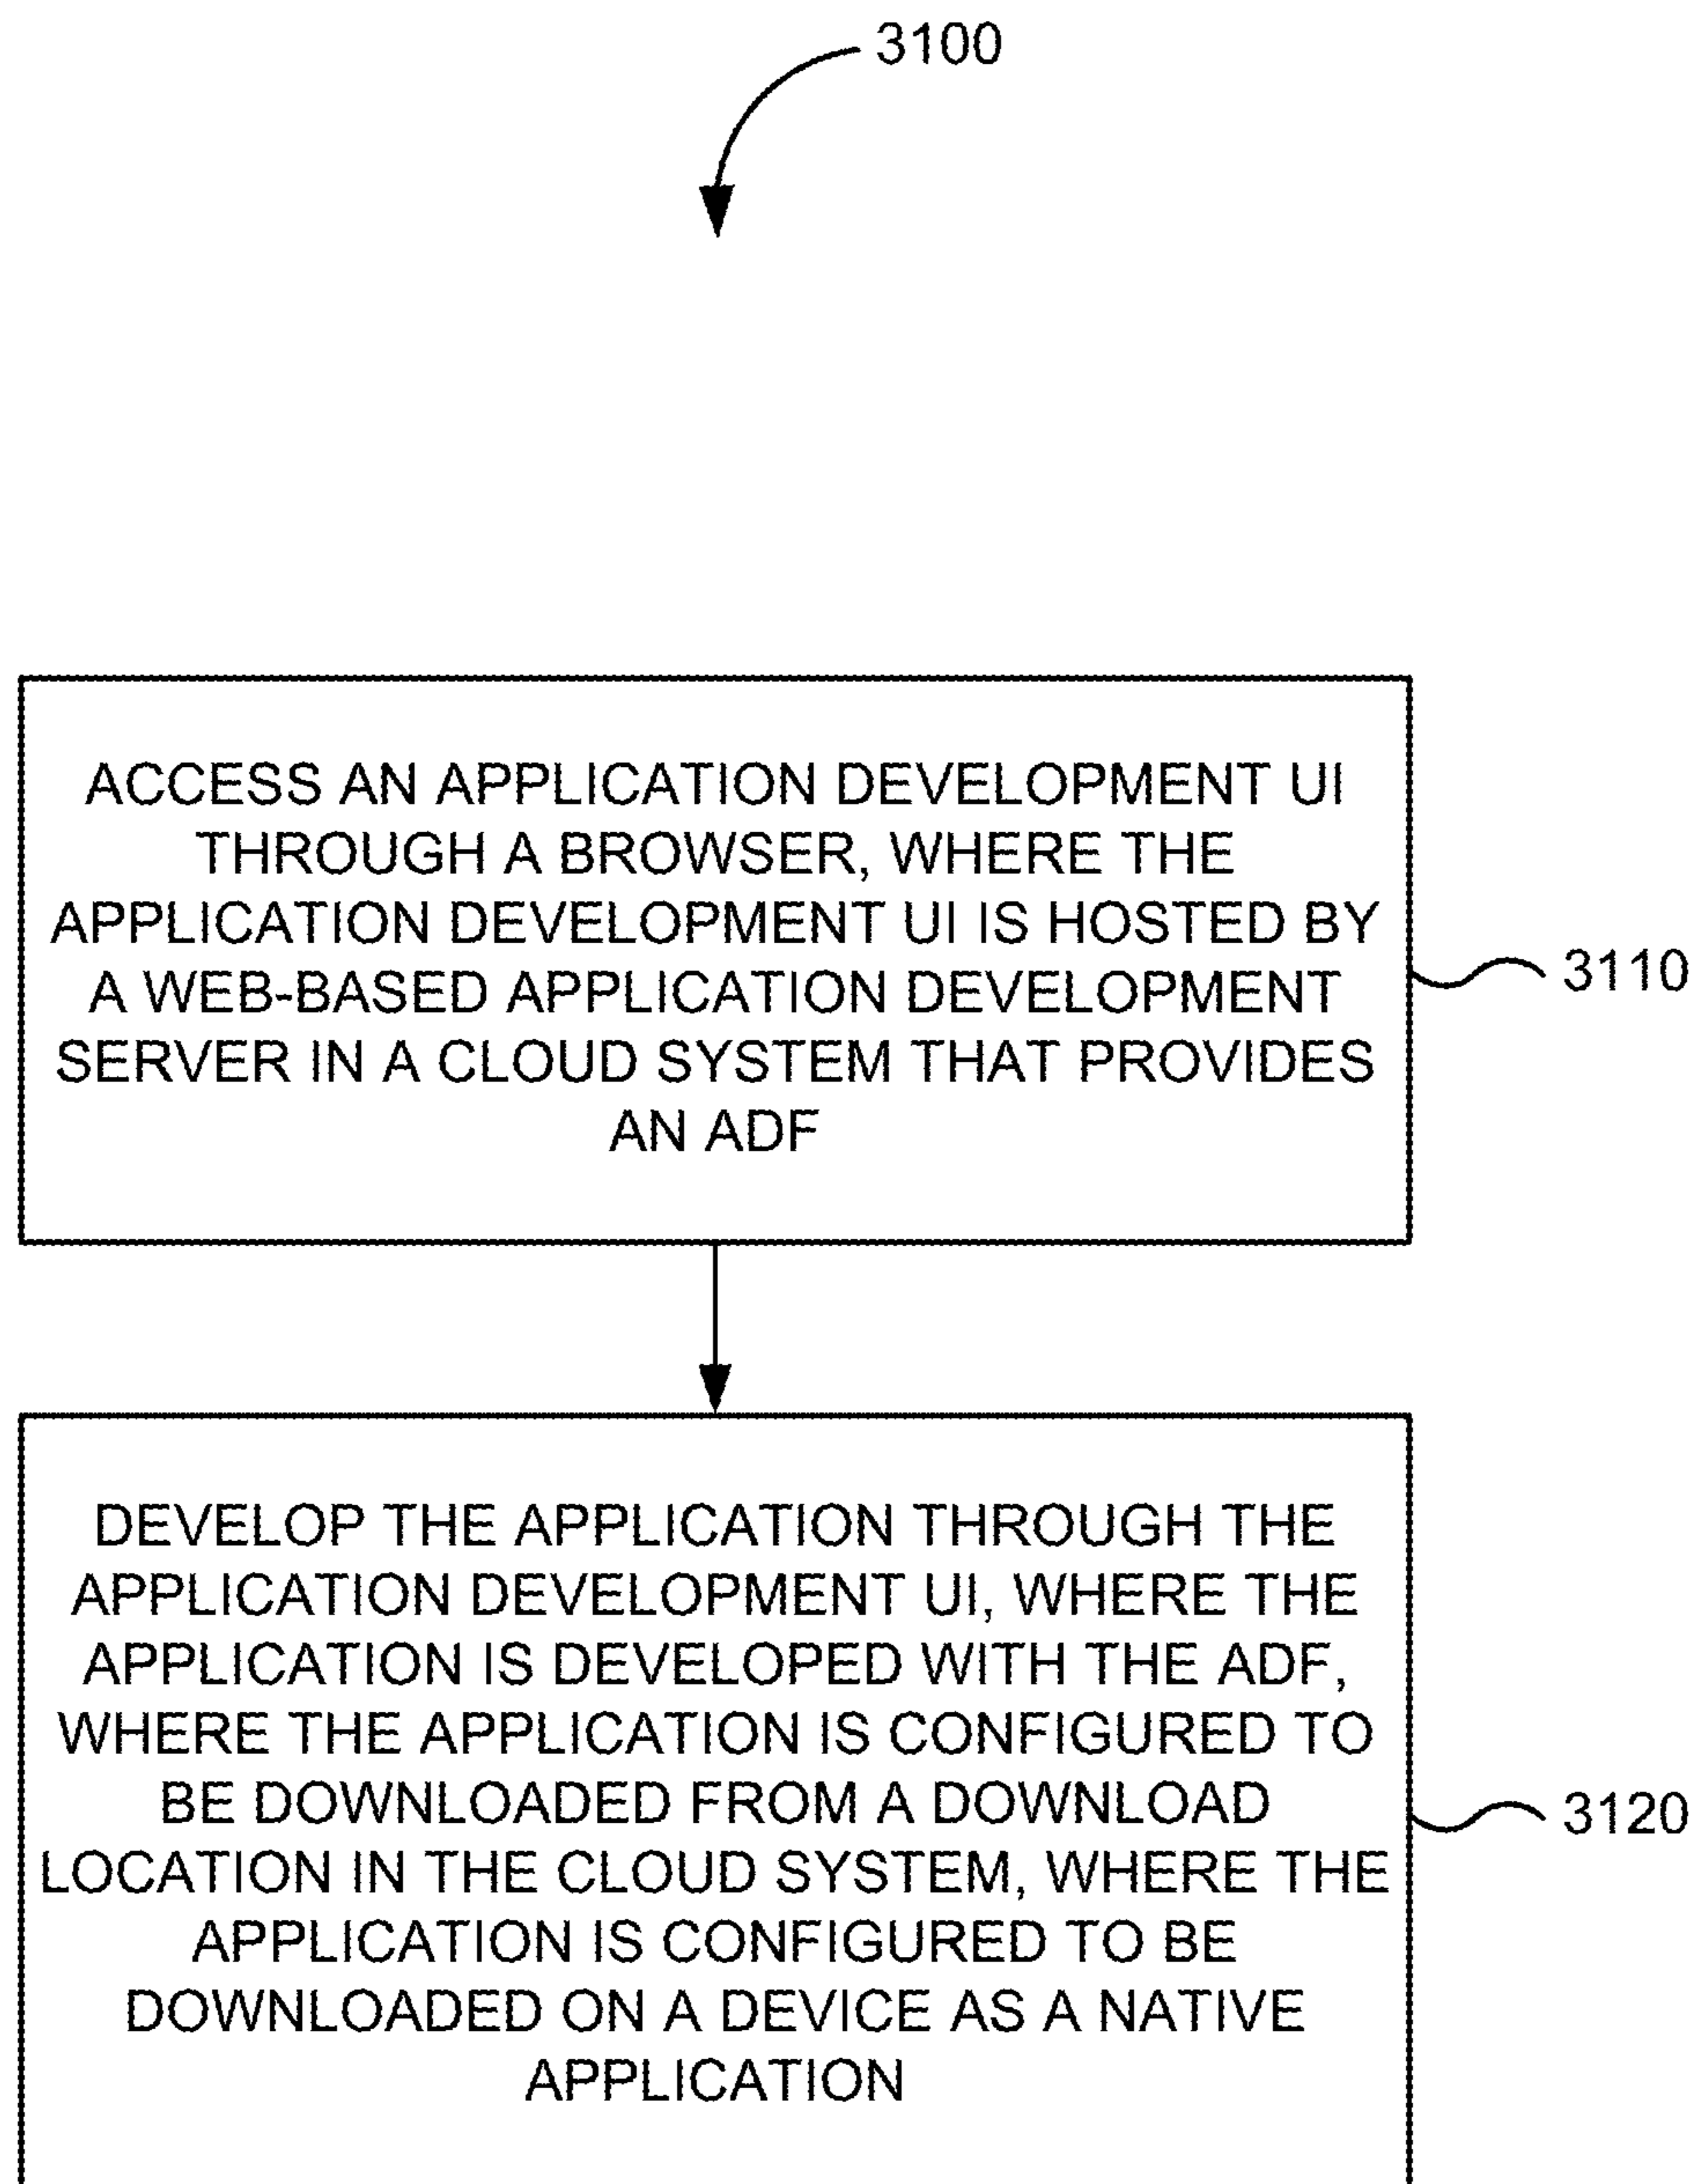 3100
ACCESS AN APPLICATION DEVELOPMENT UI
THROUGH A BROWSER, WHERE THE
APPLICATION DEVELOPMENT UI IS HOSTED BY
A WEB-BASED APPLICATION DEVELOPMENT
SERVER IN A CLOUD SYSTEM THAT PROVIDES
AN ADF
3110
DEVELOP THE APPLICATION THROUGH THE
APPLICATION DEVELOPMENT UI, WHERE THE
APPLICATION IS DEVELOPED WITH THE ADF,
WHERE THE APPLICATION IS CONFIGURED TO
BE DOWNLOADED FROM A DOWNLOAD
LOCATION IN THE CLOUD SYSTEM, WHERE THE
APPLICATION IS CONFIGURED TO BE
DOWNLOADED ON A DEVICE AS A NATIVE
APPLICATION
3120